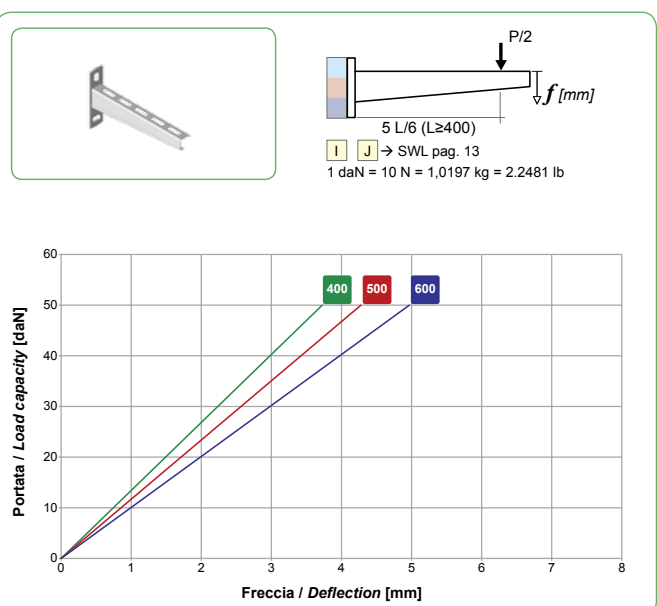 P/2
f [mm]
5 L/6 (L≥400)
I J → SWL pag. 13
1 daN = 10 N = 1,0197 kg = 2.2481 lb
Portata / Load capacity [daN]
60
50
40
30
20
10
0
400 500 600
0 1 2 3 4 5 6 7 8
Freccia / Deflection [mm]